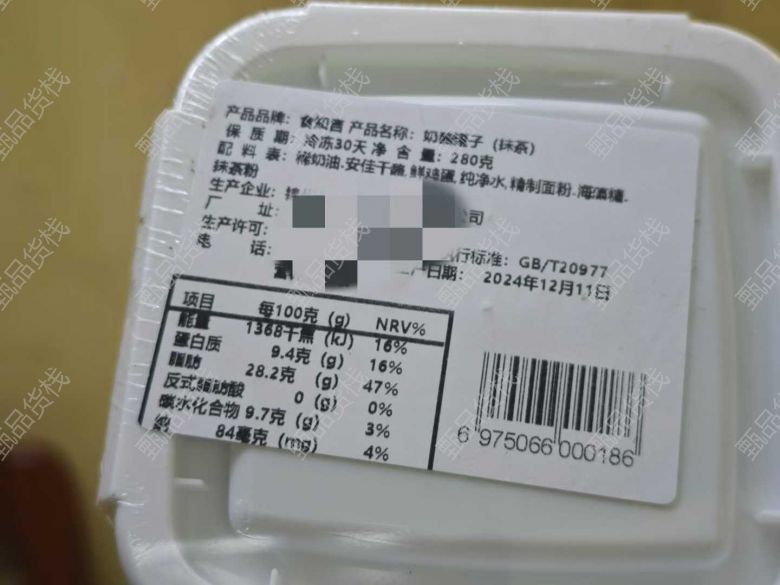 产品品牌: 食知酱 产品名称: 奶酪滚子 (抹茶)
保 质 期: 冷冻30天 净 含 量: 280克
配 料 表: 稀奶油.安佳干酪.鲜鸡蛋.纯净水.精制面粉.海藻糖.
抹茶粉
生产企业:
公司
厂 址:
生产许可:
执行标准: GB/T20977
电 话:
生产日期: 2024年12月11日
项目 每100克 (g) NRV%
能量 1368千焦 (kJ) 16%
蛋白质 9.4克 (g) 16%
脂肪 28.2克 (g) 47%
反式脂肪酸 0 (g) 0%
碳水化合物 9.7克 (g) 3%
钠 84毫克 (mg) 4%
6 975066 000186
甄品货栈